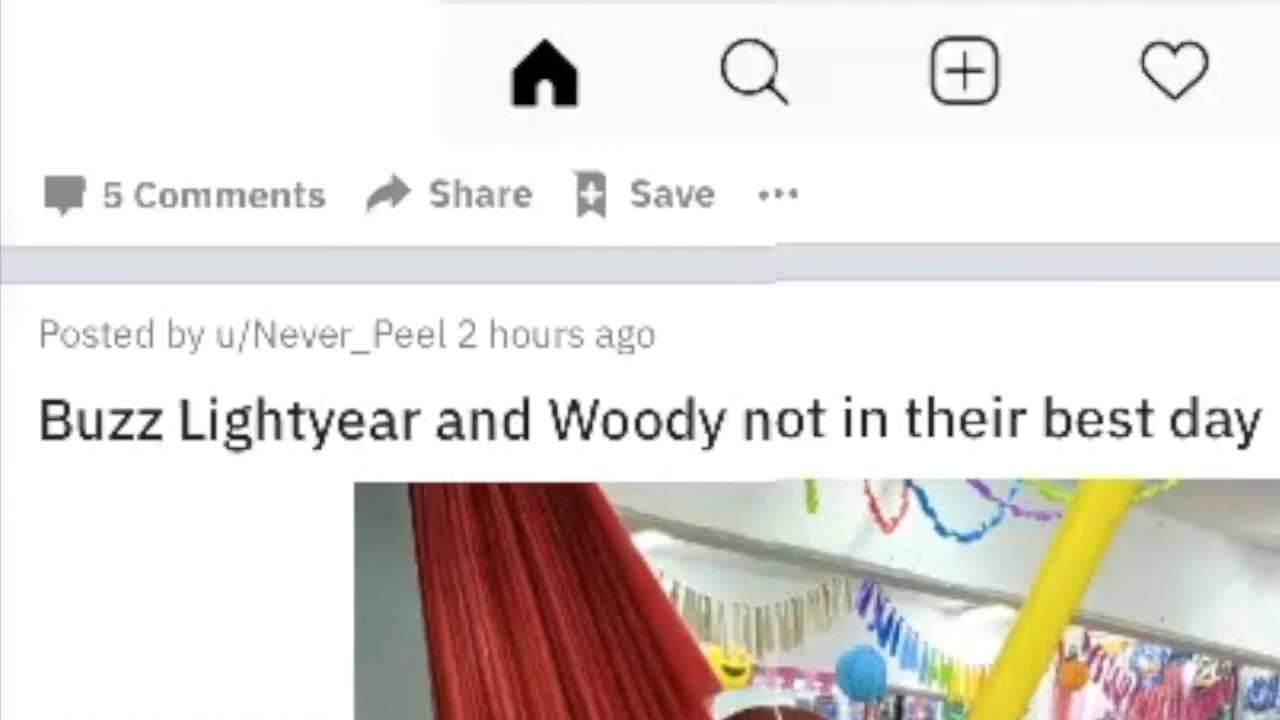 5 Comments Share Save
Posted by u/Never_Peel 2 hours ago
Buzz Lightyear and Woody not in their best day